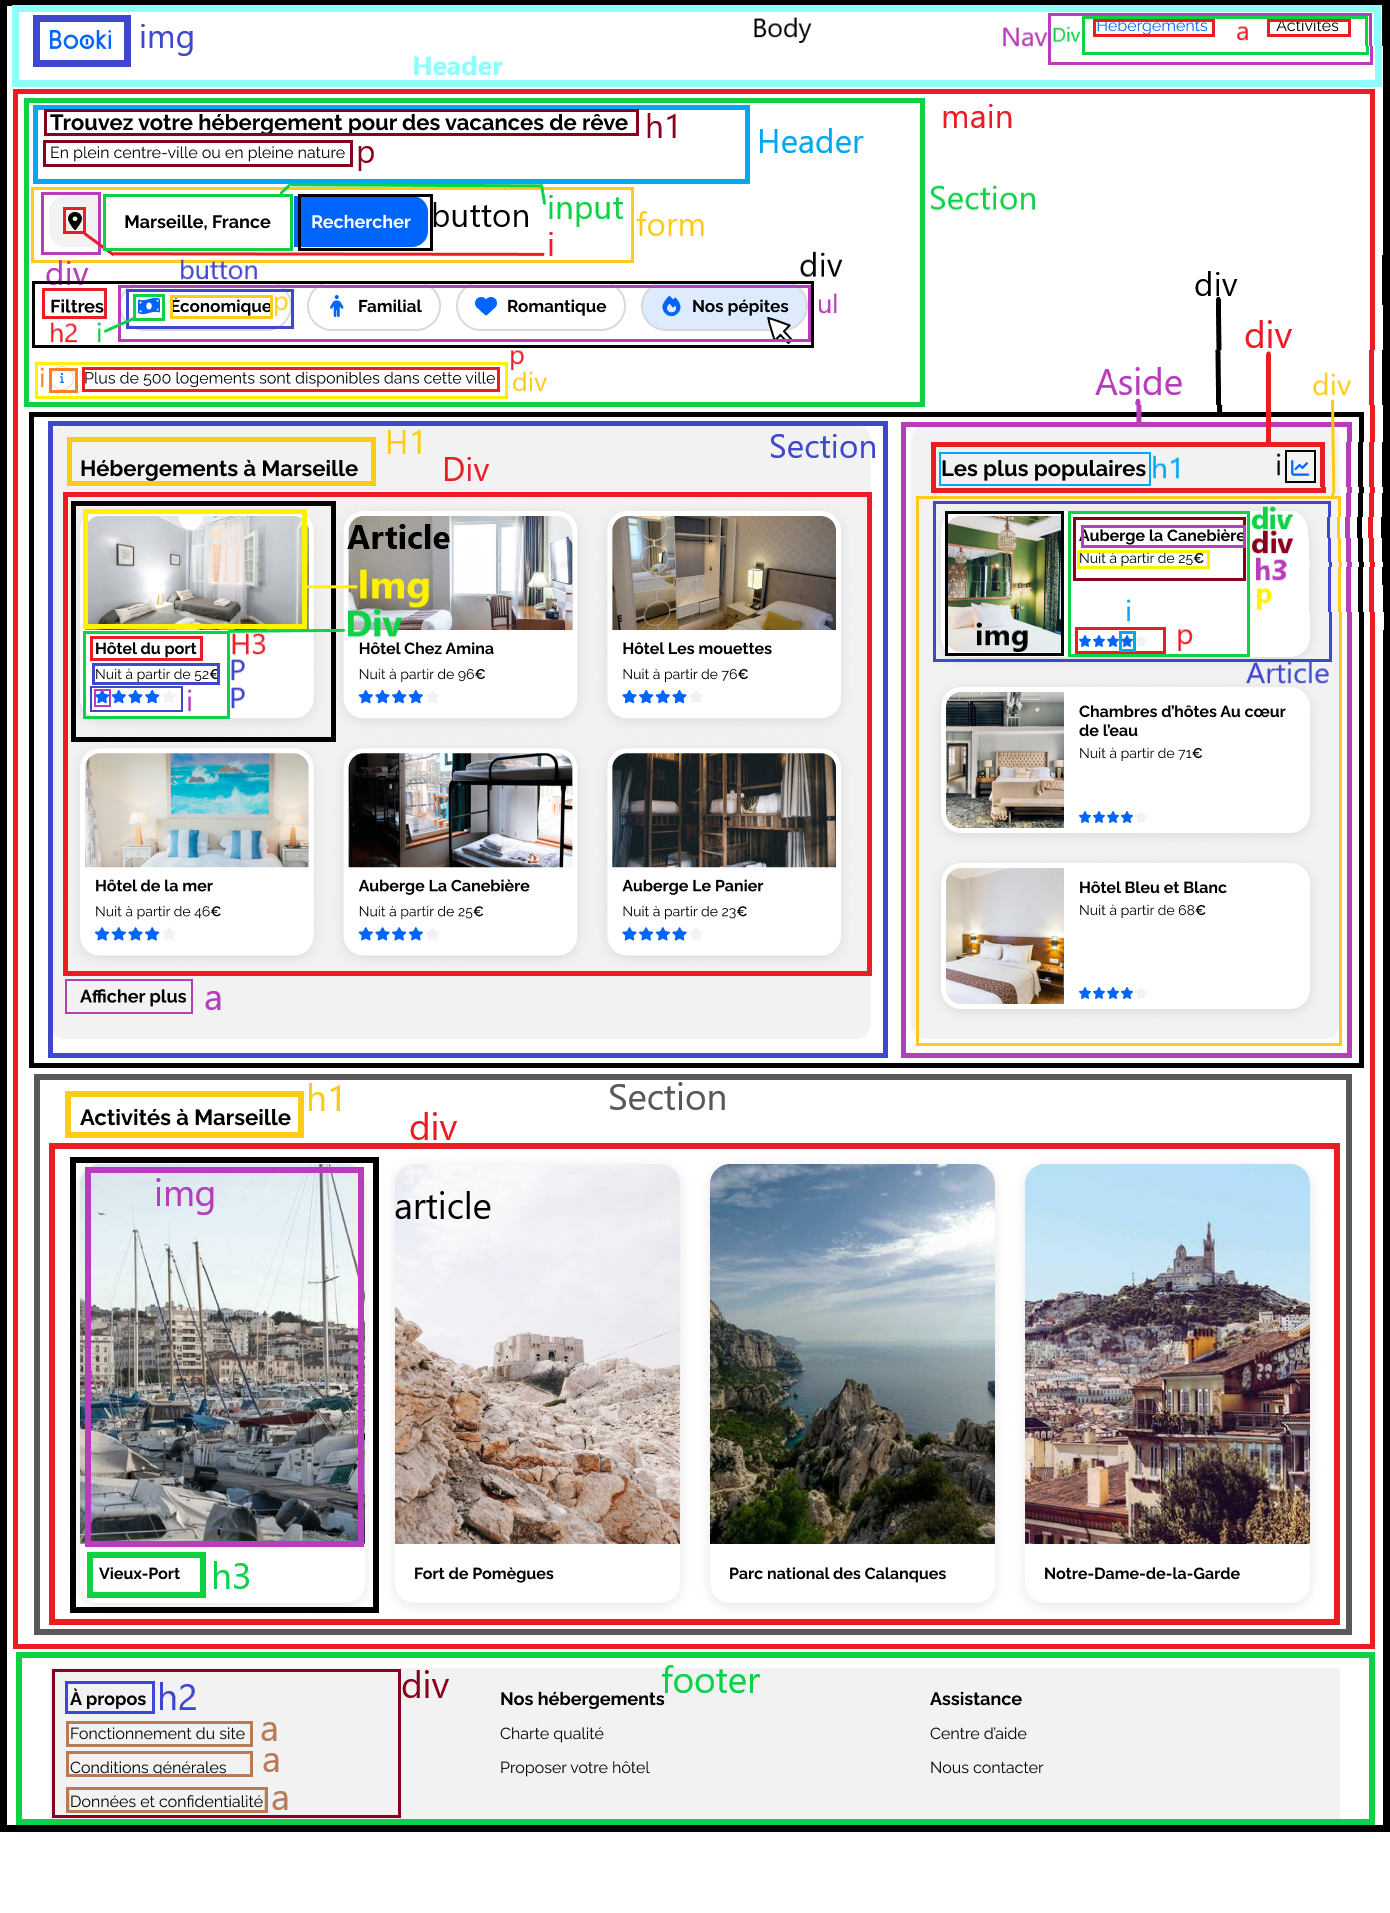 Booki img
Body
Nav Div Hébergements a Activités
Header
main
Trouvez votre hébergement pour des vacances de rêve h1
En plein centre-ville ou en pleine nature p
Header
Section
Marseille, France Rechercher button input form
i
div button div
Filtres Économique p Familial Romantique Nos pépites ul
h2 i
p
i Plus de 500 logements sont disponibles dans cette ville div
div
div
Aside div
H1 Section
Hébergements à Marseille Div
Les plus populaires h1 i
Article
Img
Div
Hôtel du port H3
Nuit à partir de 52€ P
i P
Hôtel Chez Amina
Nuit à partir de 96€
Hôtel Les mouettes
Nuit à partir de 76€
Hôtel de la mer
Nuit à partir de 46€
Auberge La Canebière
Nuit à partir de 25€
Auberge Le Panier
Nuit à partir de 23€
Afficher plus a
img
Auberge la Canebière
Nuit à partir de 25€
div
div
h3
p
i
p
Article
Chambres d'hôtes Au cœur
de l'eau
Nuit à partir de 71€
Hôtel Bleu et Blanc
Nuit à partir de 68€
h1 Section
Activités à Marseille
div
img
article
Vieux-Port h3
Fort de Pomègues
Parc national des Calanques
Notre-Dame-de-la-Garde
div footer
À propos h2
Fonctionnement du site a
Conditions générales a
Données et confidentialité a
Nos hébergements
Charte qualité
Proposer votre hôtel
Assistance
Centre d'aide
Nous contacter